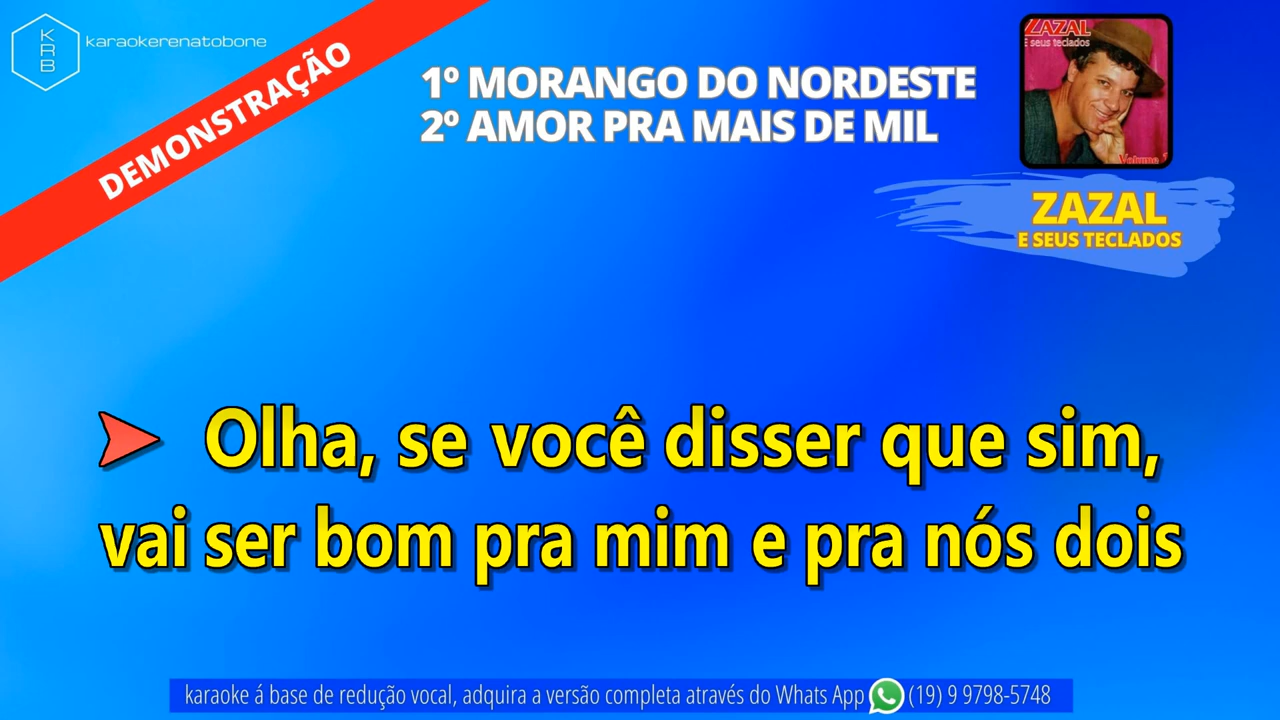 KRB
karaokerenatobone
DEMONSTRAÇÃO
1º MORANGO DO NORDESTE
2º AMOR PRA MAIS DE MIL
ZAZAL
E seus teclados
Volume
ZAZAL
E SEUS TECLADOS
Olha, se você disser que sim,
vai ser bom pra mim e pra nós dois
karaoke á base de redução vocal, adquira a versão completa através do Whats App (19) 9 9798-5748